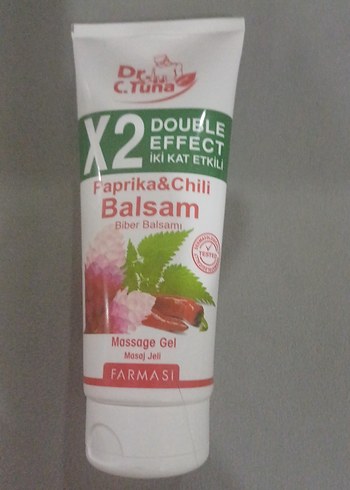 Dr.
C.Tuna
X2 DOUBLE
EFFECT
İKİ KAT ETKİLİ
Paprika&Chili
Balsam
Biber Balsamı
TESTED
Massage Gel
Masaj Jeli
FARMASI